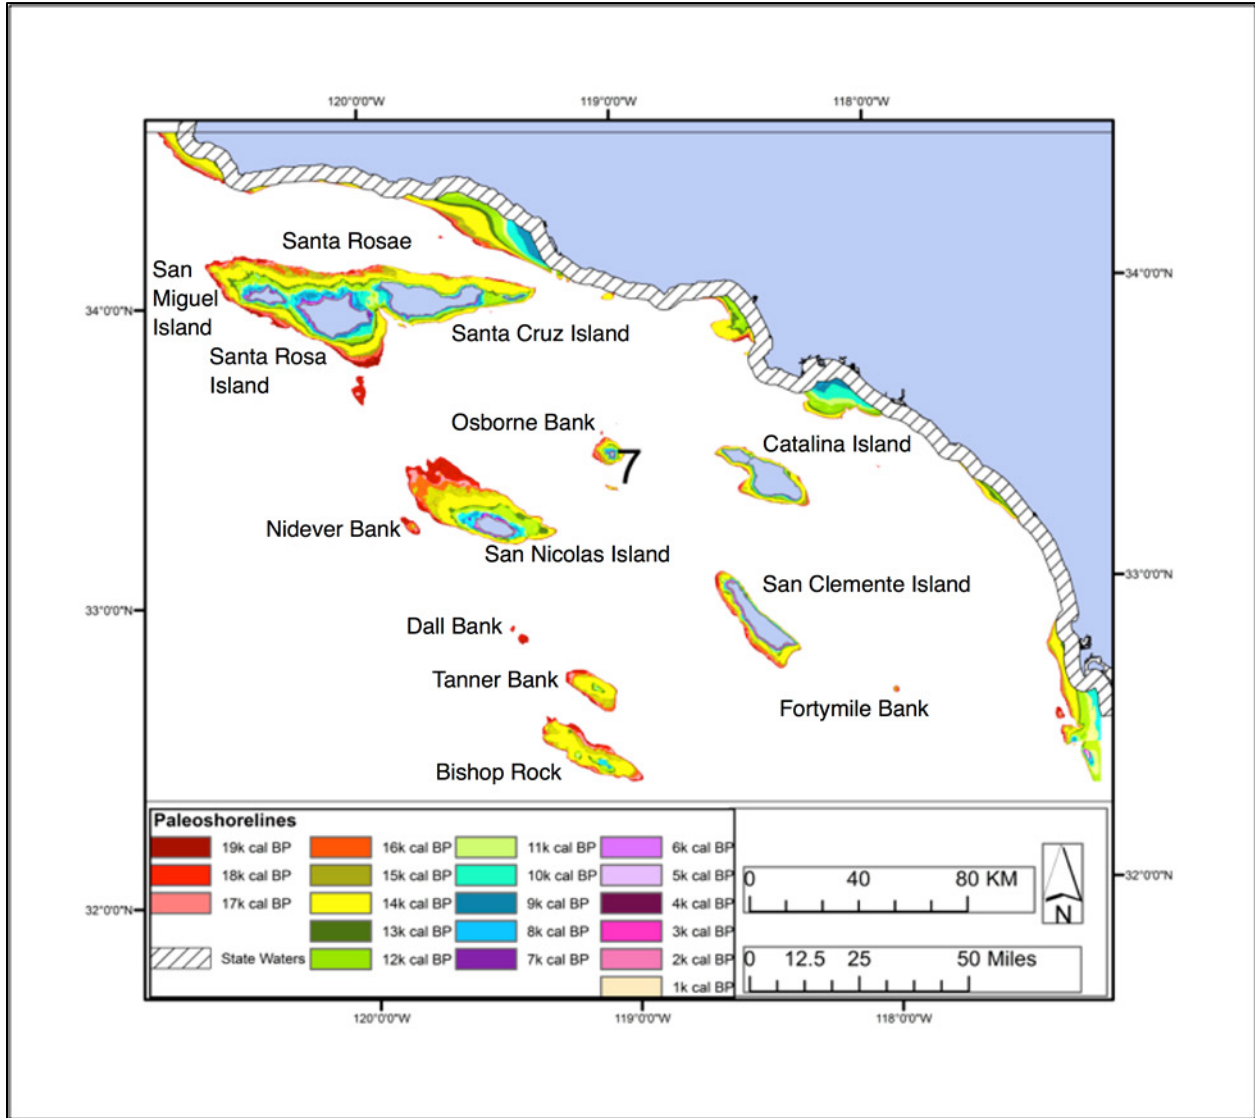 120°0'0"W 119°0'0"W 118°0'0"W
Santa Rosae
San
Miguel
Island
34°0'0"N
34°0'0"N
Santa Cruz Island
Santa Rosa
Island
Osborne Bank
7
Catalina Island
Nidever Bank
San Nicolas Island
San Clemente Island
33°0'0"N
33°0'0"N
Dall Bank
Tanner Bank
Fortymile Bank
Bishop Rock
Paleoshorelines
19k cal BP 16k cal BP 11k cal BP 6k cal BP
18k cal BP 15k cal BP 10k cal BP 5k cal BP
17k cal BP 14k cal BP 9k cal BP 4k cal BP
13k cal BP 8k cal BP 3k cal BP
State Waters 12k cal BP 7k cal BP 2k cal BP
1k cal BP
0 40 80 KM
0 12.5 25 50 Miles
N
32°0'0"N
32°0'0"N
120°0'0"W 119°0'0"W 118°0'0"W